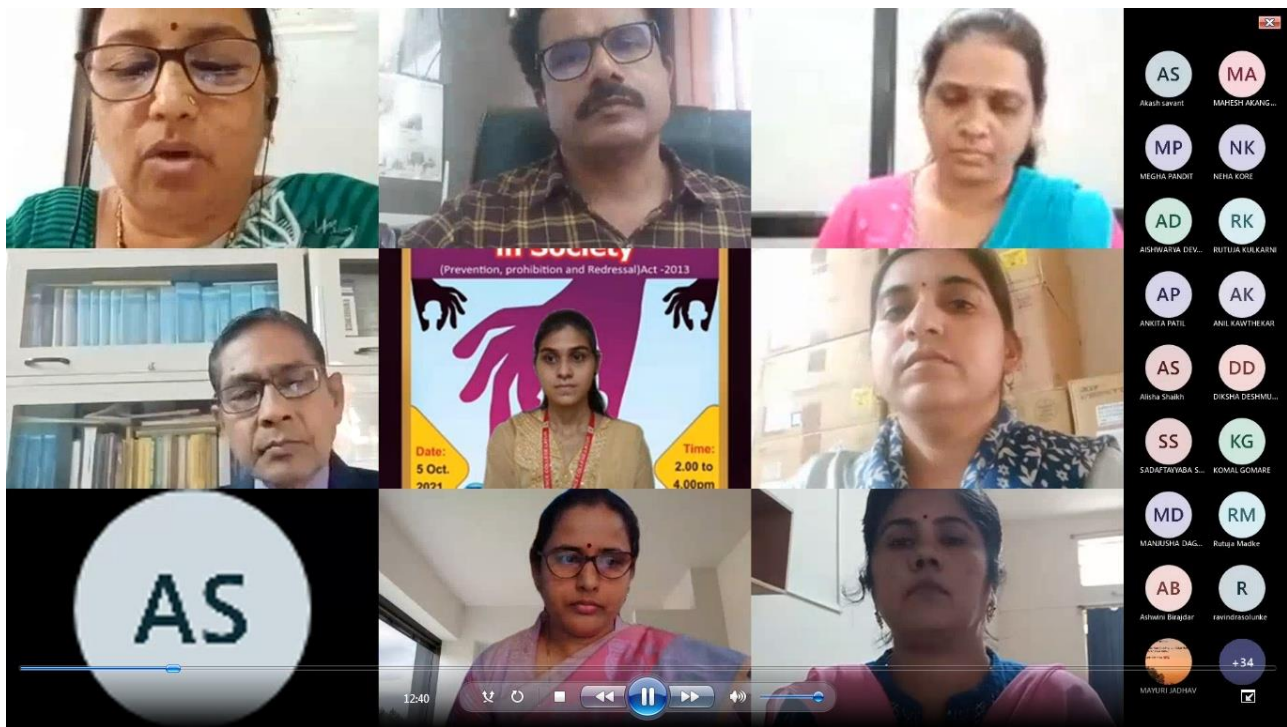 in Society
(Prevention, prohibition and Redressal)Act -2013
Date:
5 Oct.
2021
Time:
2.00 to
4.00pm
AS
12:40
AS
MA
Akash savant
MAHESH AKANG...
MP
NK
MEGHA PANDIT
NEHA KORE
AD
RK
AISHWARYA DEV...
RUTUJA KULKARNI
AP
AK
ANKITA PATIL
ANIL KAWTHEKAR
AS
DD
Alisha Shaikh
DIKSHA DESHMU...
SS
KG
SADAFTAYYABA S...
KOMAL GOMARE
MD
RM
MANJUSHA DAG...
Rutuja Madke
AB
R
Ashwini Birajdar
ravindrasolunke
+34
MAYURI JADHAV